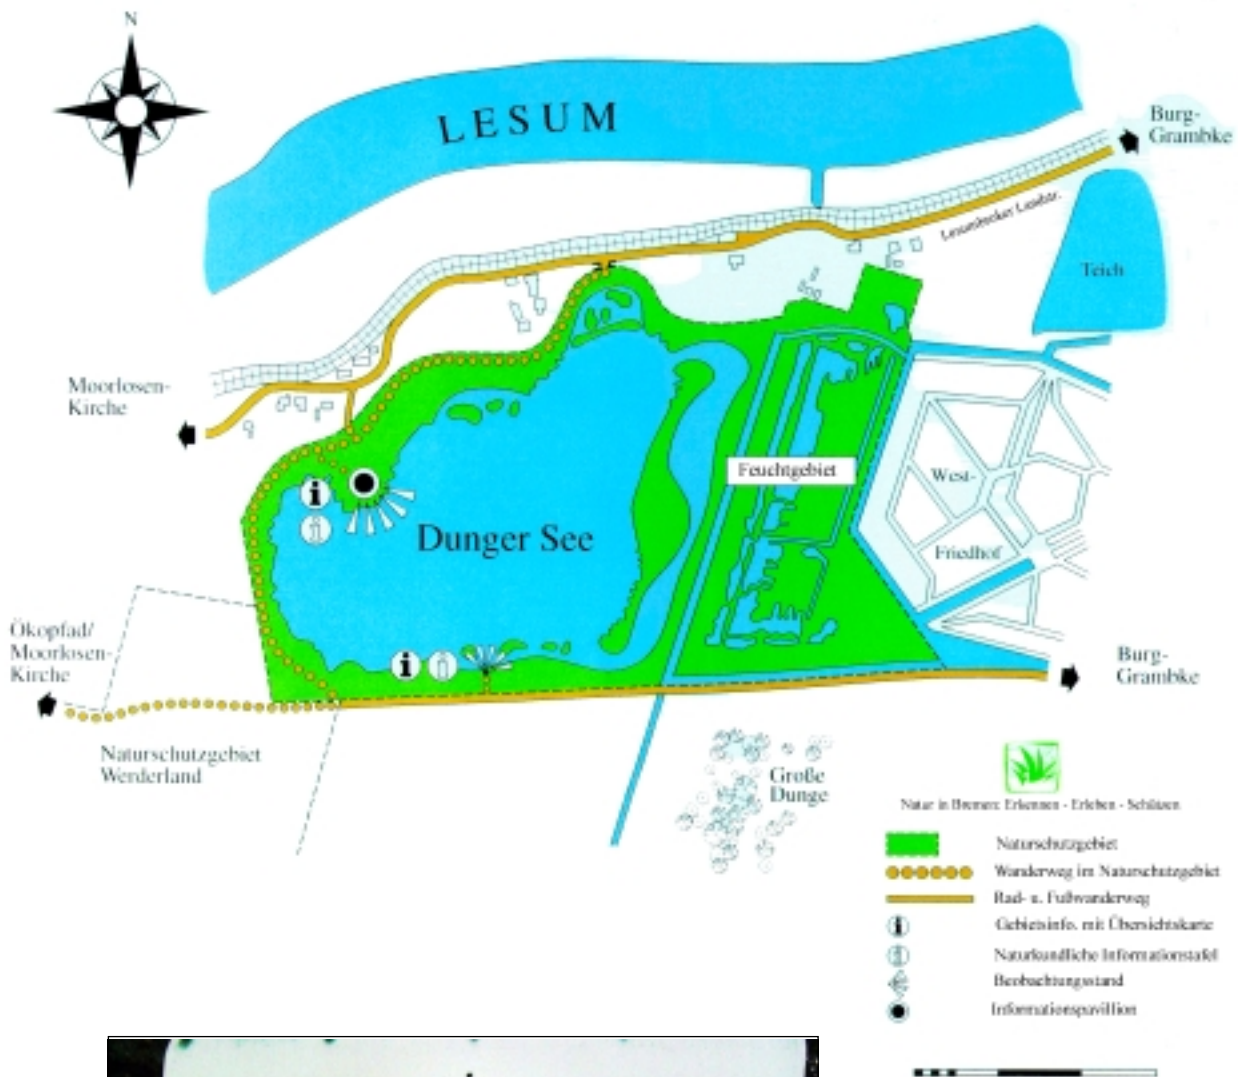 N
LESUM
Burg-
Grambke
Lesumbroker Landstr.
Teich
Moorlosen-
Kirche
Feuchtgebiet
West-
Friedhof
Dunger See
Ökopfad/
Moorlosen-
Kirche
Burg-
Grambke
Naturschutzgebiet
Werderland
Große
Dunge
Natur in Bremen: Erkennen - Erleben - Schützen
Naturschutzgebiet
Wanderweg im Naturschutzgebiet
Rad- u. Fußwanderweg
Gebietsinfo. mit Übersichtskarte
Naturkundliche Informationstafel
Beobachtungsstand
Informationspavillion